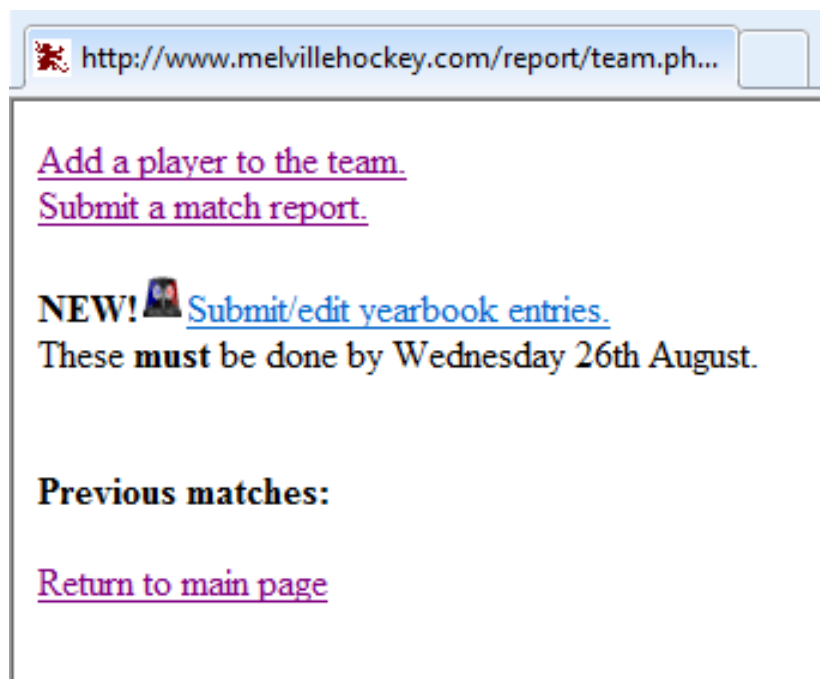 http://www.melvillehockey.com/report/team.ph...
Add a player to the team.
Submit a match report.
NEW! Submit/edit yearbook entries.
These must be done by Wednesday 26th August.
Previous matches:
Return to main page